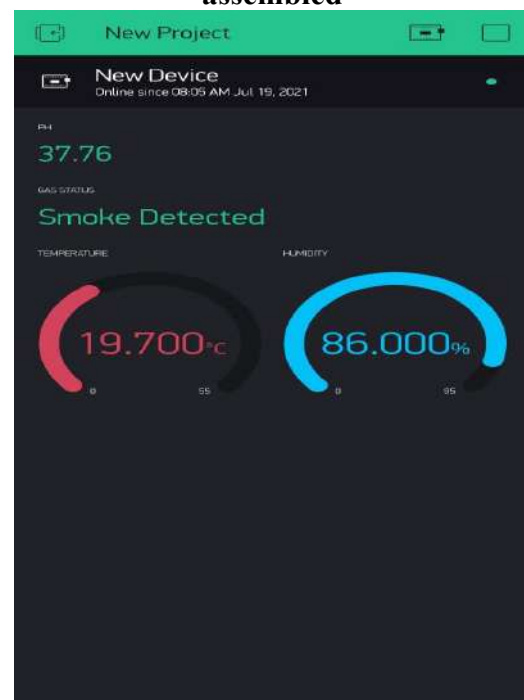 assembled
New Project
New Device
Online since 08:05 AM Jul 19, 2021
PH
37.76
GAS STATUS
Smoke Detected
TEMPERATURE HUMIDITY
19.700°C 86.000%
0 55 0 95